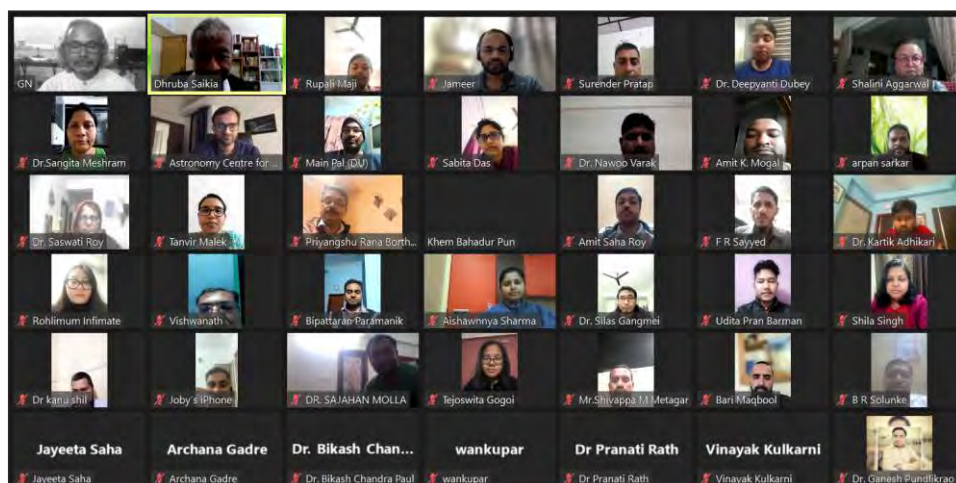 GN
Dhruba Saikia
Rupali Maji
Jameer
Surender Pratap
Dr. Deepyanti Dubey
Shalini Aggarwal
Dr.Sangita Meshram
Astronomy Centre for ...
Main Pal (DU)
Sabita Das
Dr. Nawoo Varak
Amit K. Mogal
arpan sarkar
Dr. Saswati Roy
Tanvir Malek
Priyangshu Rana Borth...
Khem Bahadur Pun
Amit Saha Roy
F R Sayyed
Dr. Kartik Adhikari
Rohlimum Infimate
Vishwanath
Bipattaran Paramanik
Aishawnnya Sharma
Dr. Silas Gangmei
Udita Pran Barman
Shila Singh
Dr kanu shil
Joby's iPhone
DR. SAJAHAN MOLLA
Tejoswita Gogoi
Mr.Shivappa M Metagar
Bari Maqbool
B R Solunke
Jayeeta Saha
Archana Gadre
Dr. Bikash Chan...
wankupar
Dr Pranati Rath
Vinayak Kulkarni
Jayeeta Saha
Archana Gadre
Dr. Bikash Chandra Paul
wankupar
Dr Pranati Rath
Vinayak Kulkarni
Dr. Ganesh Pundlikrao